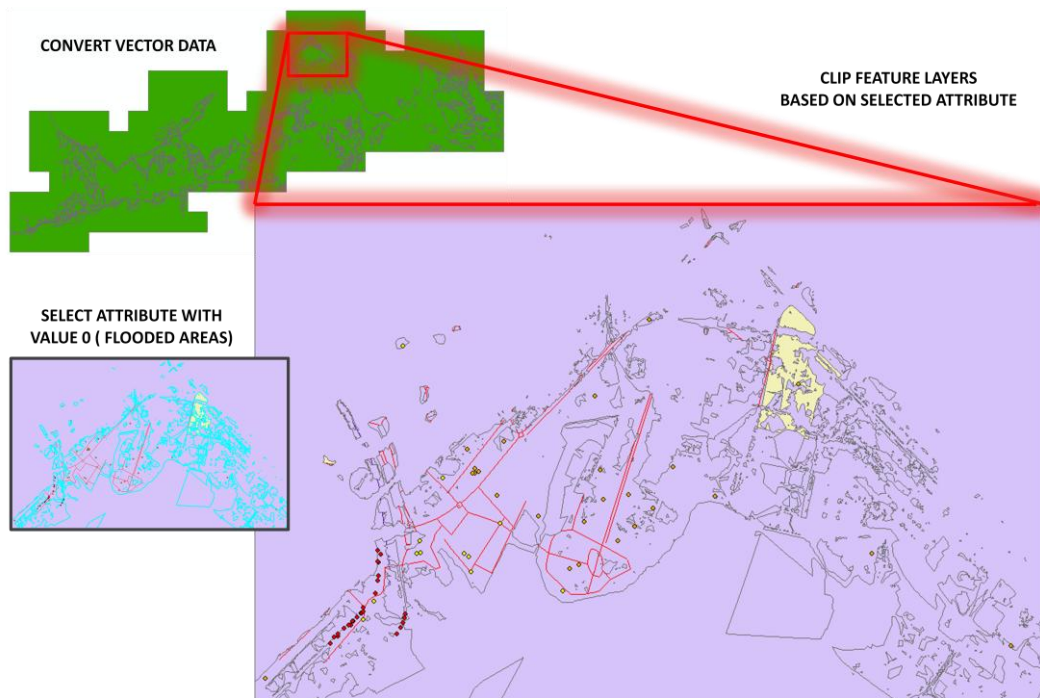 CONVERT VECTOR DATA
CLIP FEATURE LAYERS
BASED ON SELECTED ATTRIBUTE
SELECT ATTRIBUTE WITH
VALUE 0 ( FLOODED AREAS)